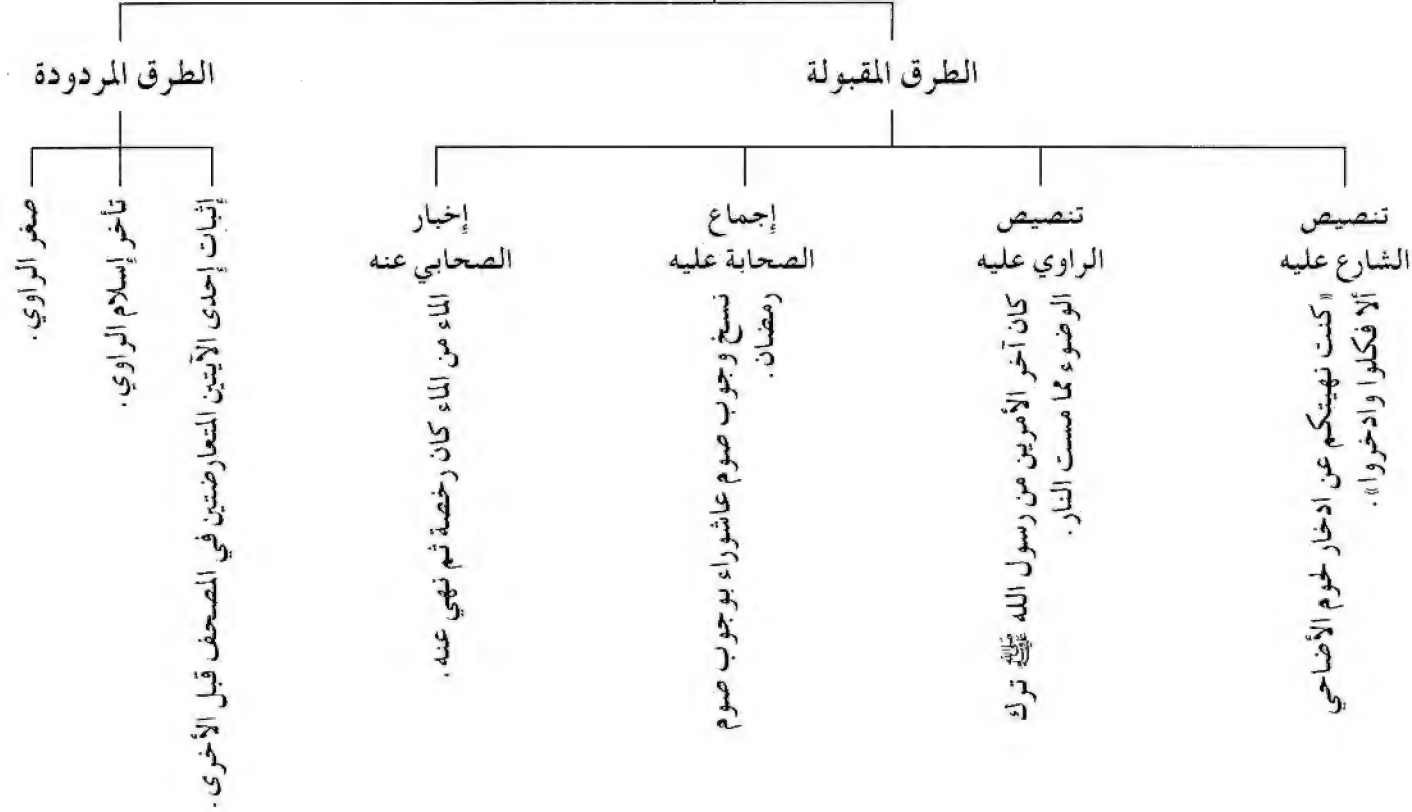 الطرق المقبولة
الطرق المردودة
تنصيص
الشارع عليه
«كنت نهيتكم عن ادخار لحوم الأضاحي
ألا فكلوا وادخروا».
تنصيص
الراوي عليه
كان آخر الأمرين من رسول الله ﷺ ترك
الوضوء مما مست النار.
إجماع
الصحابة عليه
نسخ وجوب صوم عاشوراء بوجوب صوم
رمضان.
إخبار
الصحابي عنه
الماء من الماء كان رخصة ثم نهي عنه.
إثبات إحدى الآيتين المتعارضتين في المصحف قبل الأخرى.
تأخر إسلام الراوي.
صغر الراوي.